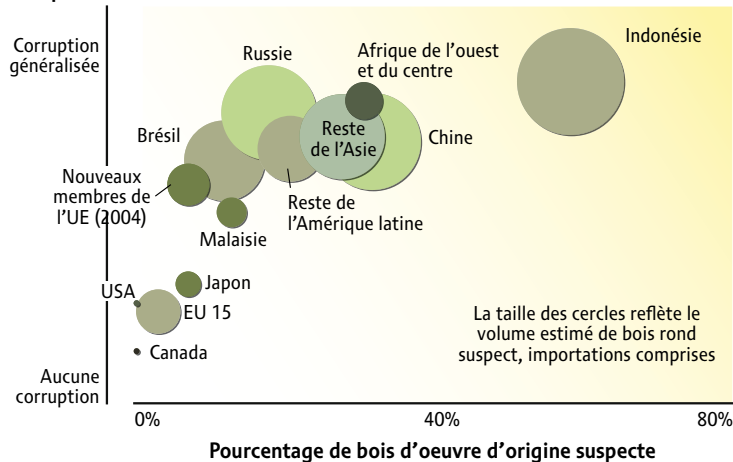 Corruption
généralisée
Russie
Afrique de l'ouest
et du centre
Indonésie
Brésil
Reste
de l'Asie
Chine
Nouveaux
membres de
l'UE (2004)
Reste de
l'Amérique latine
Malaisie
USA
Japon
EU 15
Canada
La taille des cercles reflète le
volume estimé de bois rond
suspect, importations comprises
Aucune
corruption
0%
40%
80%
Pourcentage de bois d'oeuvre d'origine suspecte